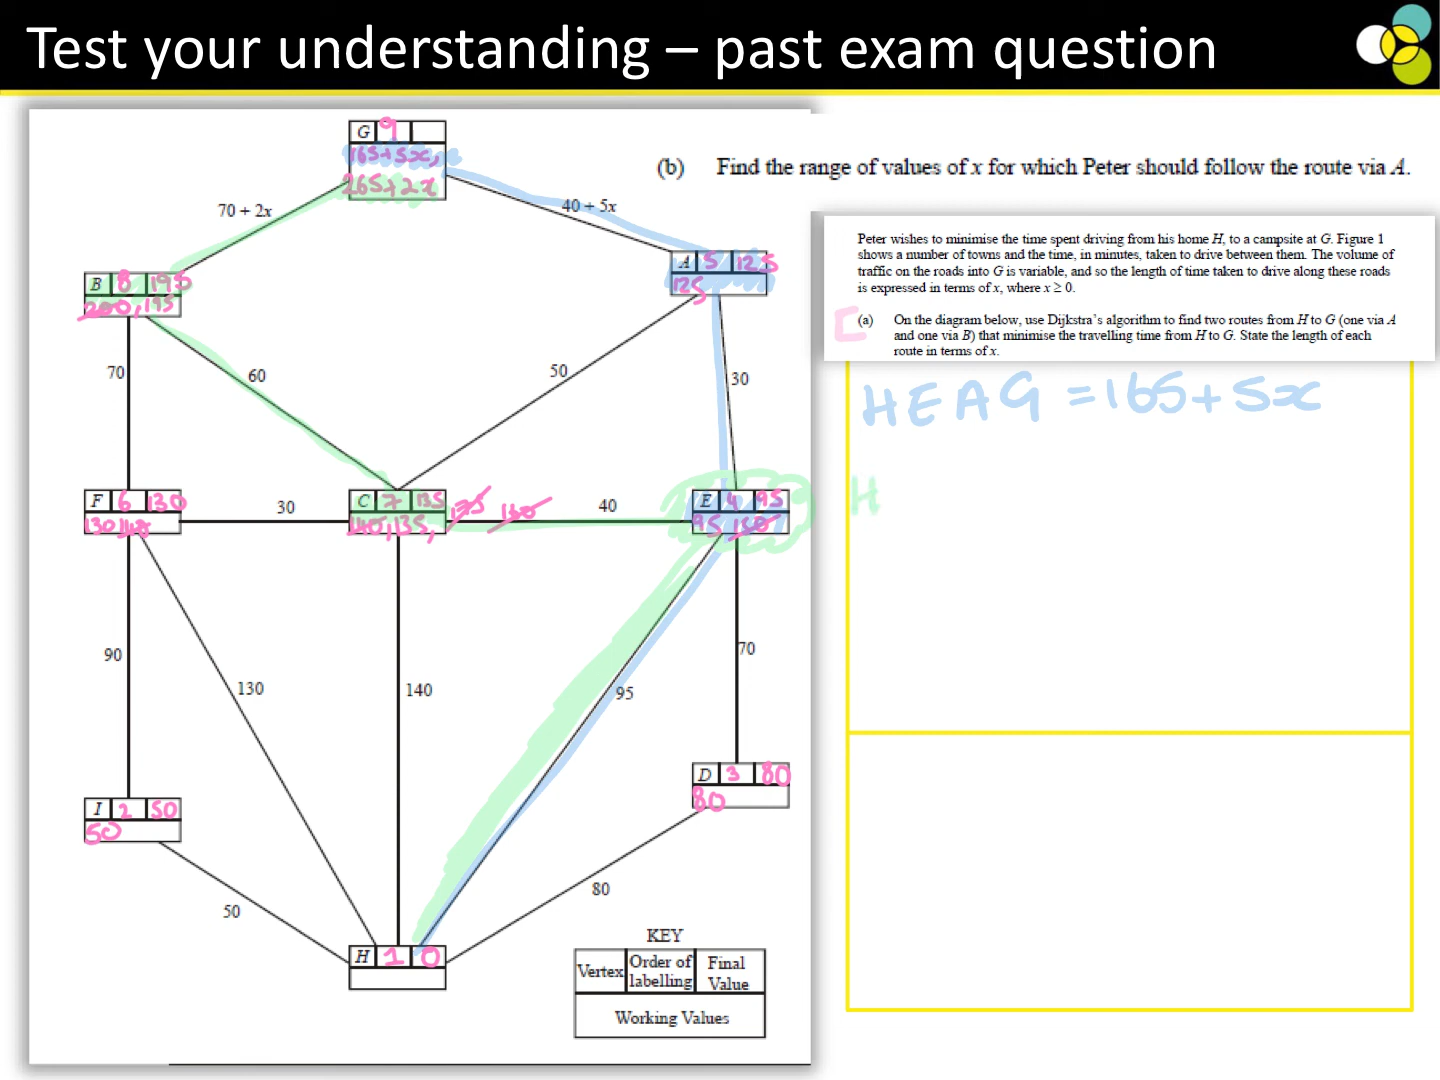 Test your understanding – past exam question
(b) Find the range of values of x for which Peter should follow the route via A.
Peter wishes to minimise the time spent driving from his home H, to a campsite at G. Figure 1
shows a number of towns and the time, in minutes, taken to drive between them. The volume of
traffic on the roads into G is variable, and so the length of time taken to drive along these roads
is expressed in terms of x, where x ≥ 0.
(a) On the diagram below, use Dijkstra's algorithm to find two routes from H to G (one via A
and one via B) that minimise the travelling time from H to G. State the length of each
route in terms of x.
HEAG = 165 + 5x
H
G 9
165+5x,
265+2x
70 + 2x
40 + 5x
A 5 125
125
B 8 195
200, 195
70
60
50
30
F 6 130
130 140
30
C 7 135
140, 135,
40
E 4 95
95 150
90
130
140
95
70
I 2 50
50
D 3 80
80
50
80
H 1 0
KEY
Vertex
Order of
labelling
Final
Value
Working Values